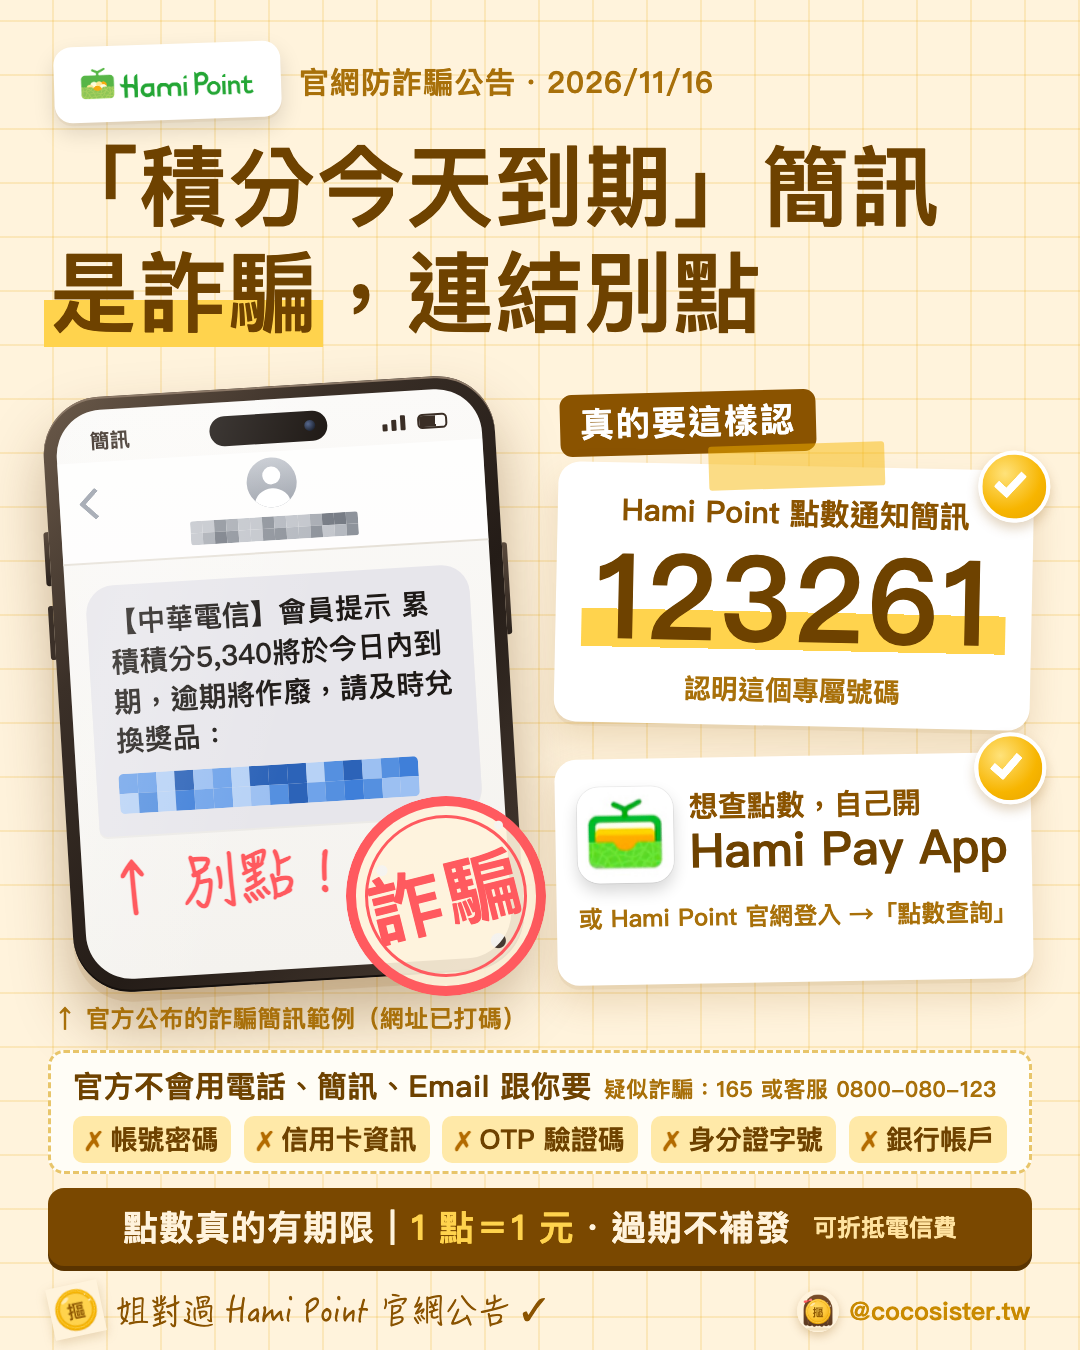 Hami Point
官網防詐騙公告・2026/11/16
「積分今天到期」簡訊
是詐騙，連結別點
簡訊
【中華電信】會員提示 累
積積分5,340將於今日內到
期，逾期將作廢，請及時兌
換獎品：
↑ 別點！
詐騙
↑ 官方公布的詐騙簡訊範例（網址已打碼）
真的要這樣認
Hami Point 點數通知簡訊
123261
認明這個專屬號碼
想查點數，自己開
Hami Pay App
或 Hami Point 官網登入→「點數查詢」
官方不會用電話、簡訊、Email 跟你要 疑似詐騙：165 或客服 0800-080-123
✗ 帳號密碼 ✗ 信用卡資訊 ✗ OTP 驗證碼 ✗ 身分證字號 ✗ 銀行帳戶
點數真的有期限｜1 點＝1 元・過期不補發 可折抵電信費
摳 姐對過 Hami Point 官網公告 ✓
摳 @cocosister.tw